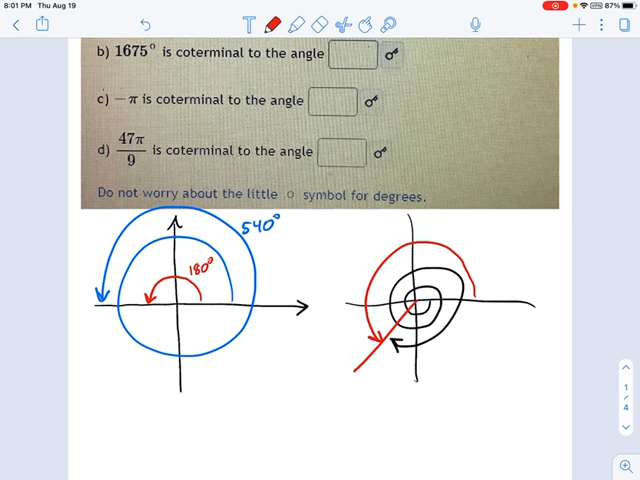 8:01 PM Thu Aug 19
VPN 87%
b) 1675° is coterminal to the angle
c) −π is coterminal to the angle
d) 47π/9 is coterminal to the angle
Do not worry about the little o symbol for degrees.
540°
180°
1
/
4